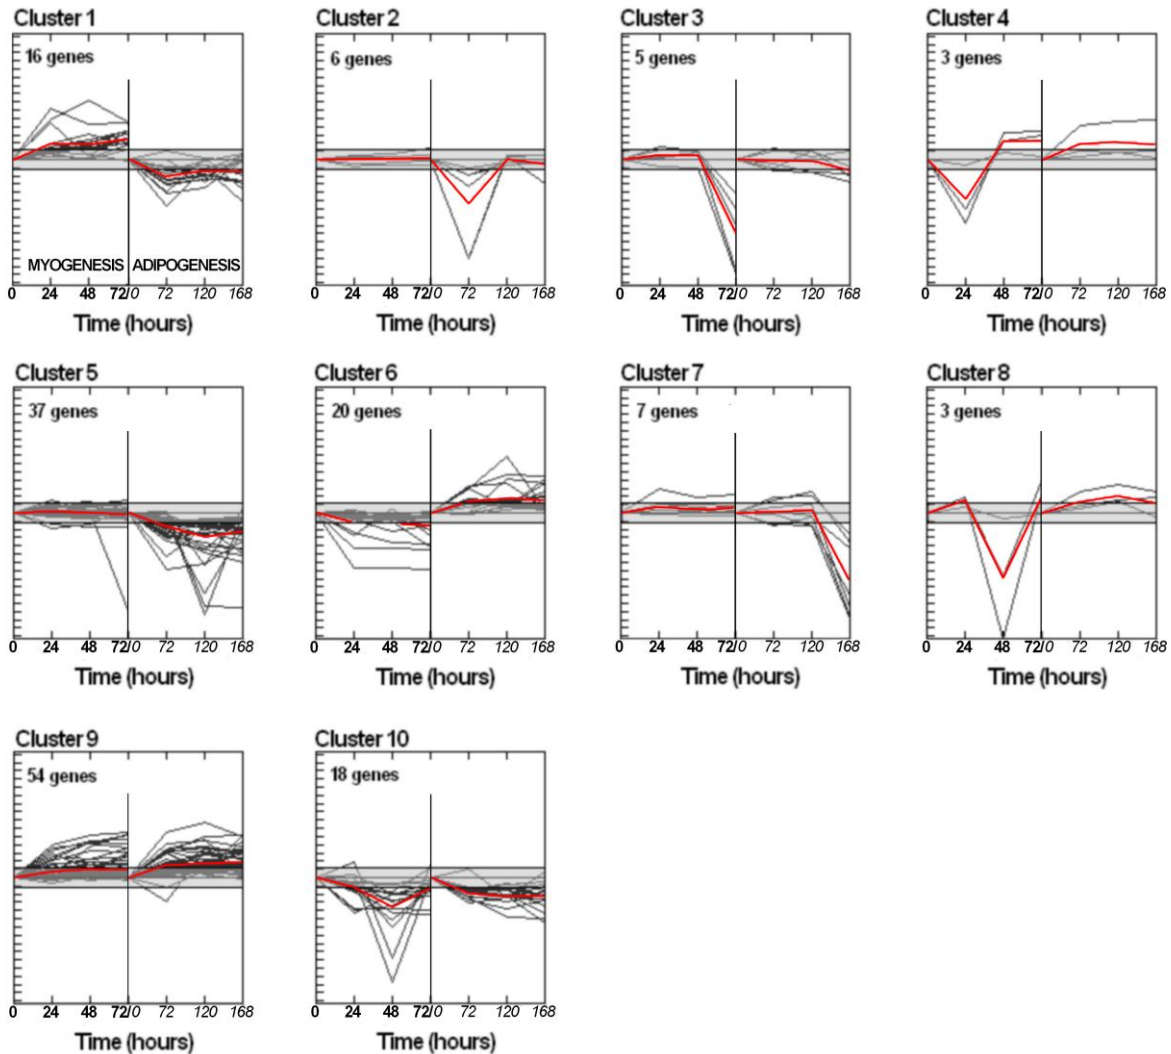 Cluster 1
16 genes
MYOGENESIS ADIPOGENESIS
0 24 48 72/0 72 120 168
Time (hours)
Cluster 2
6 genes
0 24 48 72/0 72 120 168
Time (hours)
Cluster 3
5 genes
0 24 48 72/0 72 120 168
Time (hours)
Cluster 4
3 genes
0 24 48 72/0 72 120 168
Time (hours)
Cluster 5
37 genes
0 24 48 72/0 72 120 168
Time (hours)
Cluster 6
20 genes
0 24 48 72/0 72 120 168
Time (hours)
Cluster 7
7 genes
0 24 48 72/0 72 120 168
Time (hours)
Cluster 8
3 genes
0 24 48 72/0 72 120 168
Time (hours)
Cluster 9
54 genes
0 24 48 72/0 72 120 168
Time (hours)
Cluster 10
18 genes
0 24 48 72/0 72 120 168
Time (hours)